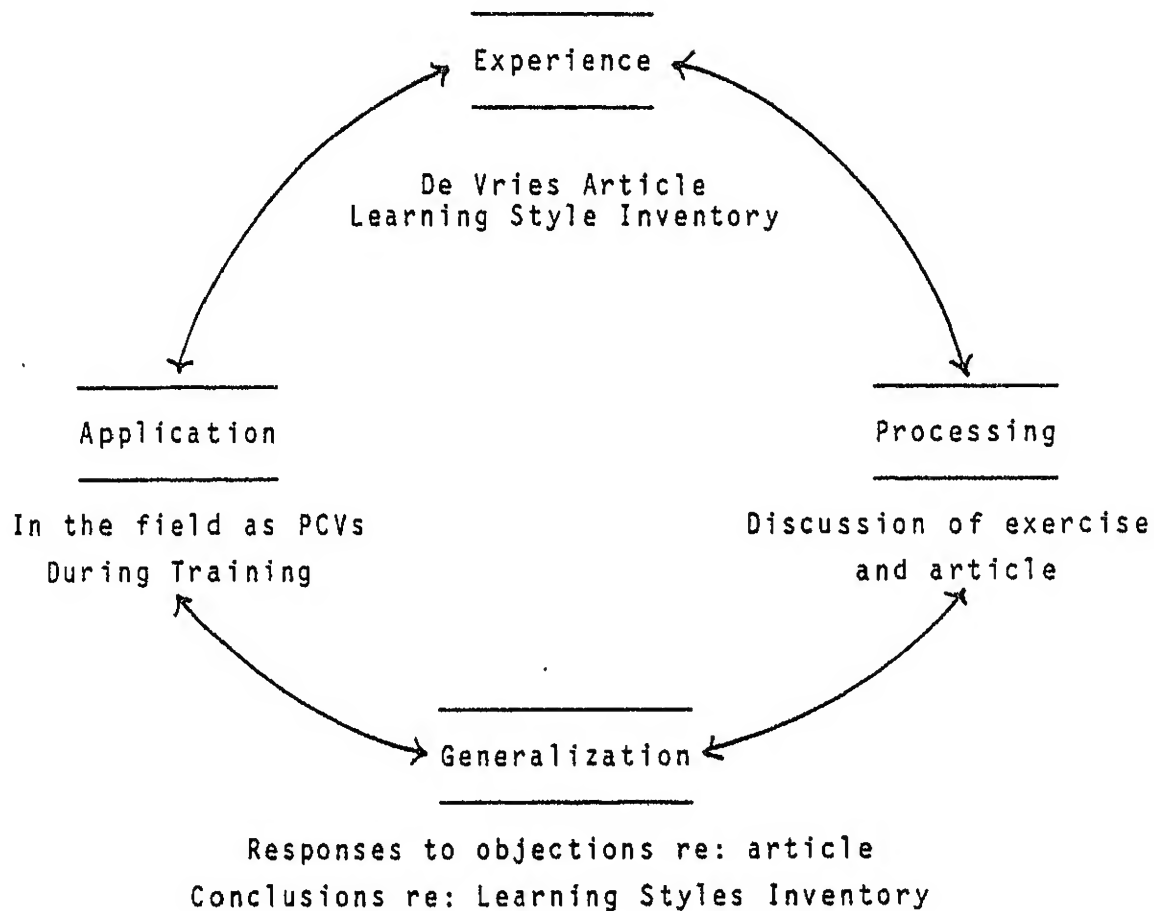 Experience
De Vries Article
Learning Style Inventory
Application
Processing
In the field as PCVs
During Training
Discussion of exercise
and article
Generalization
Responses to objections re: article
Conclusions re: Learning Styles Inventory